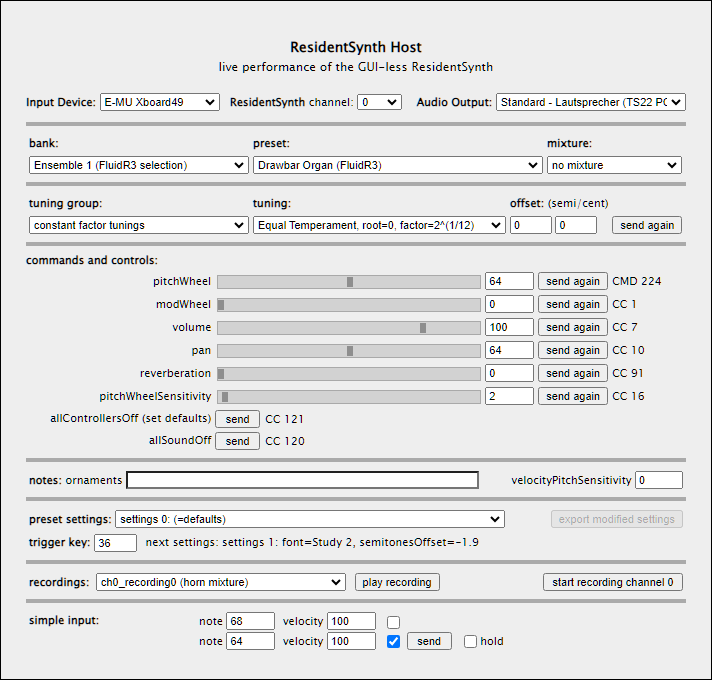 ResidentSynth Host
live performance of the GUI-less ResidentSynth
Input Device: E-MU Xboard49 ResidentSynth channel: 0 Audio Output: Standard - Lautsprecher (TS22 PC
bank: preset: mixture:
Ensemble 1 (FluidR3 selection) Drawbar Organ (FluidR3) no mixture
tuning group: tuning: offset: (semi/cent)
constant factor tunings Equal Temperament, root=0, factor=2^(1/12) 0 0 send again
commands and controls:
pitchWheel 64 send again CMD 224
modWheel 0 send again CC 1
volume 100 send again CC 7
pan 64 send again CC 10
reverberation 0 send again CC 91
pitchWheelSensitivity 2 send again CC 16
allControllersOff (set defaults) send CC 121
allSoundOff send CC 120
notes: ornaments velocityPitchSensitivity 0
preset settings: settings 0: (=defaults) export modified settings
trigger key: 36 next settings: settings 1: font=Study 2, semitonesOffset=-1.9
recordings: ch0_recording0 (horn mixture) play recording start recording channel 0
simple input: note 68 velocity 100
note 64 velocity 100 send hold